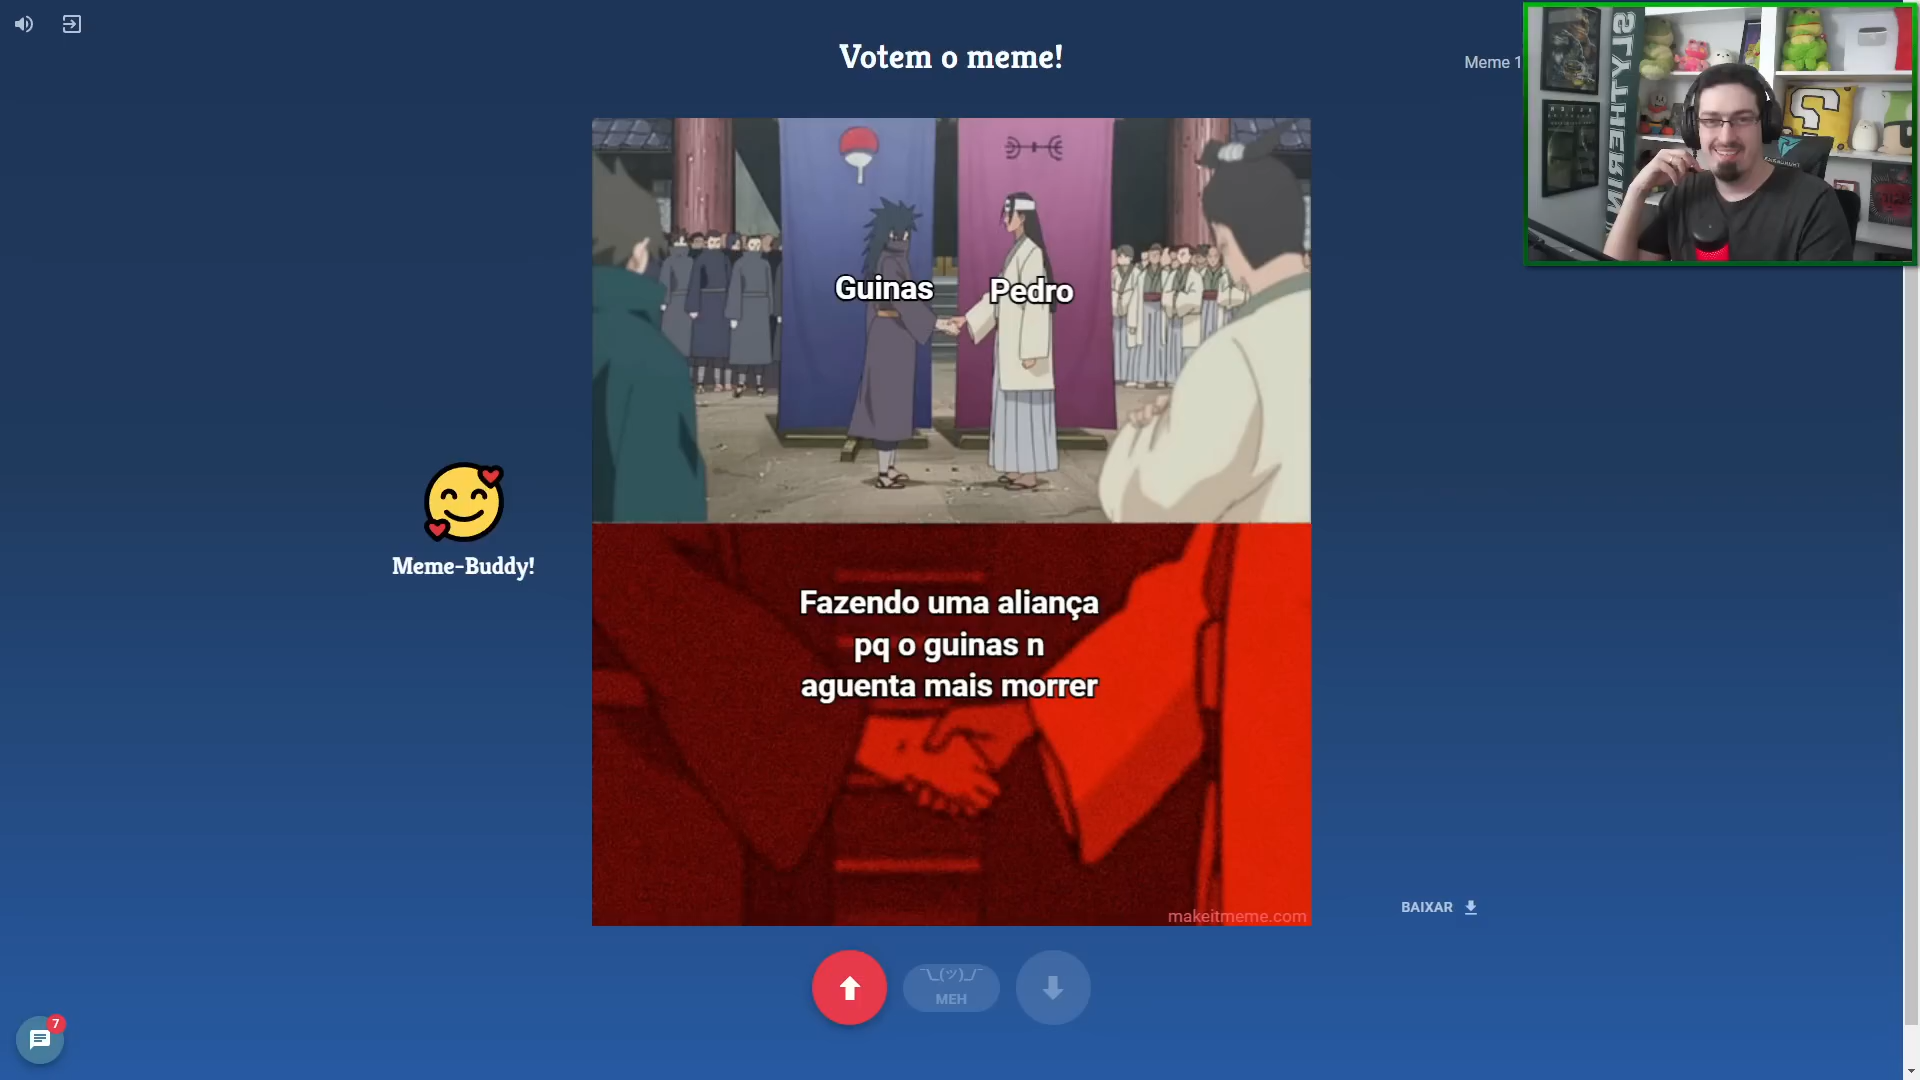 Votem o meme!
Meme 1
SLYTHERIN
Guinas
Pedro
Meme-Buddy!
Fazendo uma aliança
pq o guinas n
aguenta mais morrer
makeitmeme.com
BAIXAR
¯\_(ツ)_/¯
MEH
7